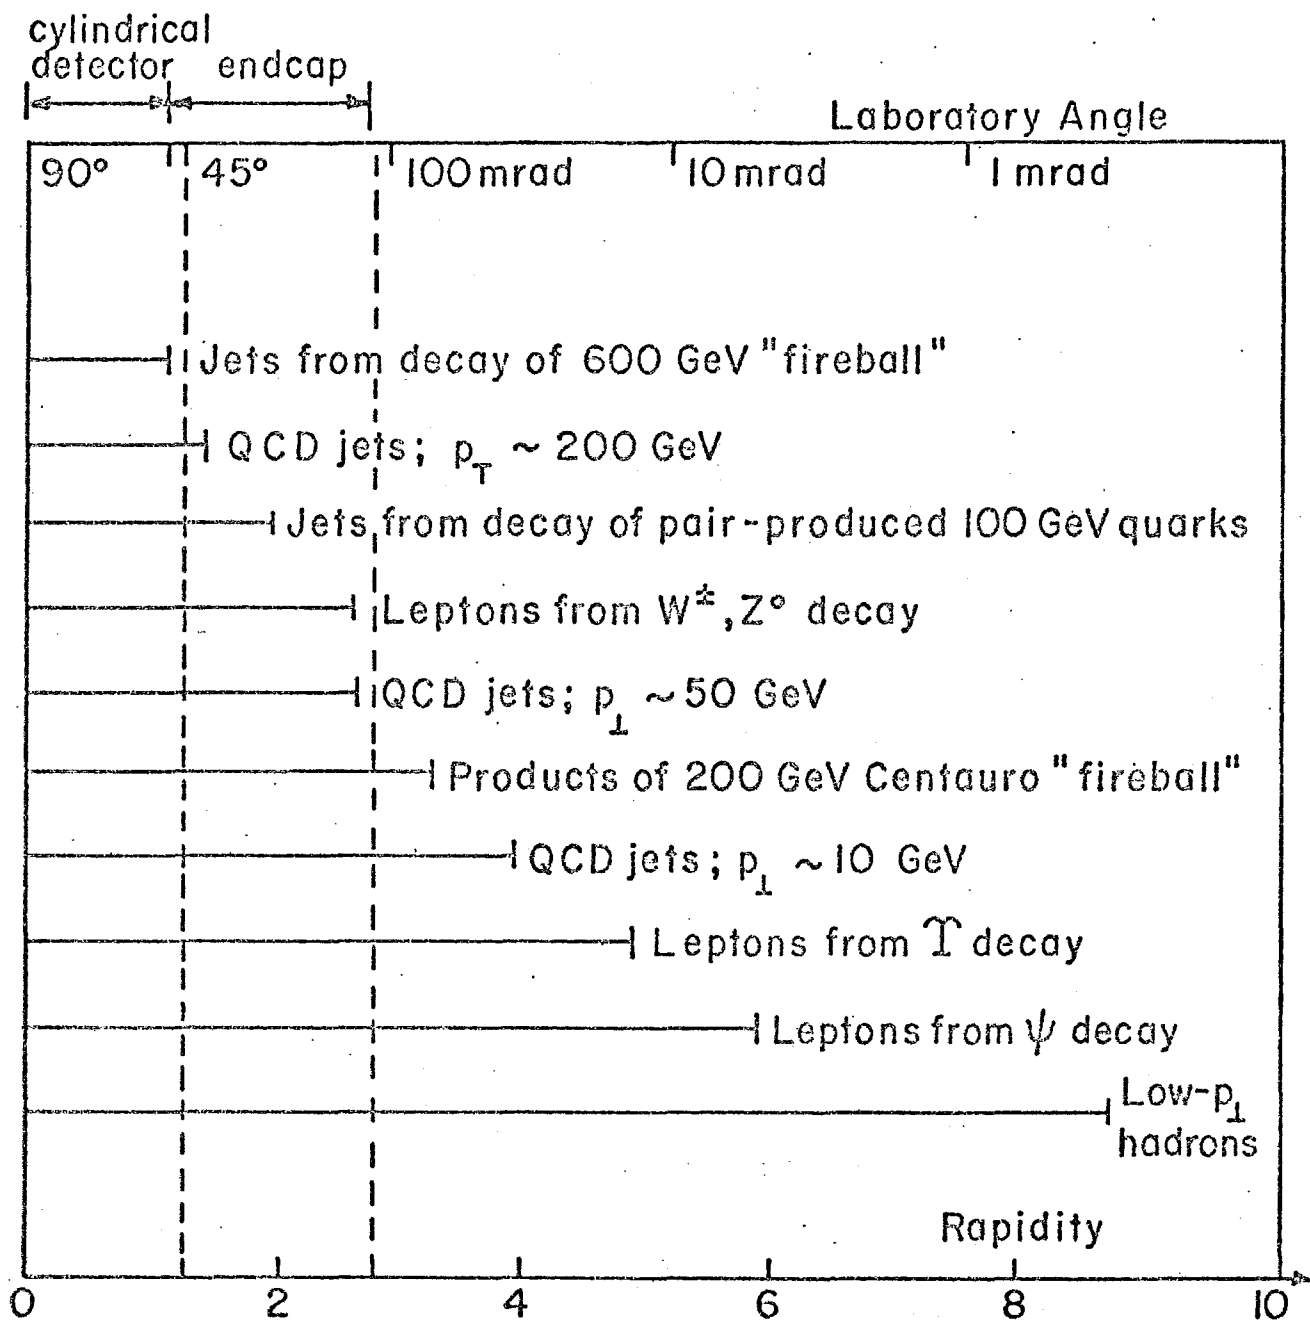 cylindrical
detector endcap
Laboratory Angle
90° 45° 100 mrad 10 mrad 1 mrad
Jets from decay of 600 GeV "fireball"
QCD jets; p_T ~ 200 GeV
Jets from decay of pair-produced 100 GeV quarks
Leptons from W±, Z° decay
QCD jets; p⊥ ~ 50 GeV
Products of 200 GeV Centauro "fireball"
QCD jets; p⊥ ~ 10 GeV
Leptons from ϒ decay
Leptons from ψ decay
Low-p⊥
hadrons
Rapidity
0 2 4 6 8 10